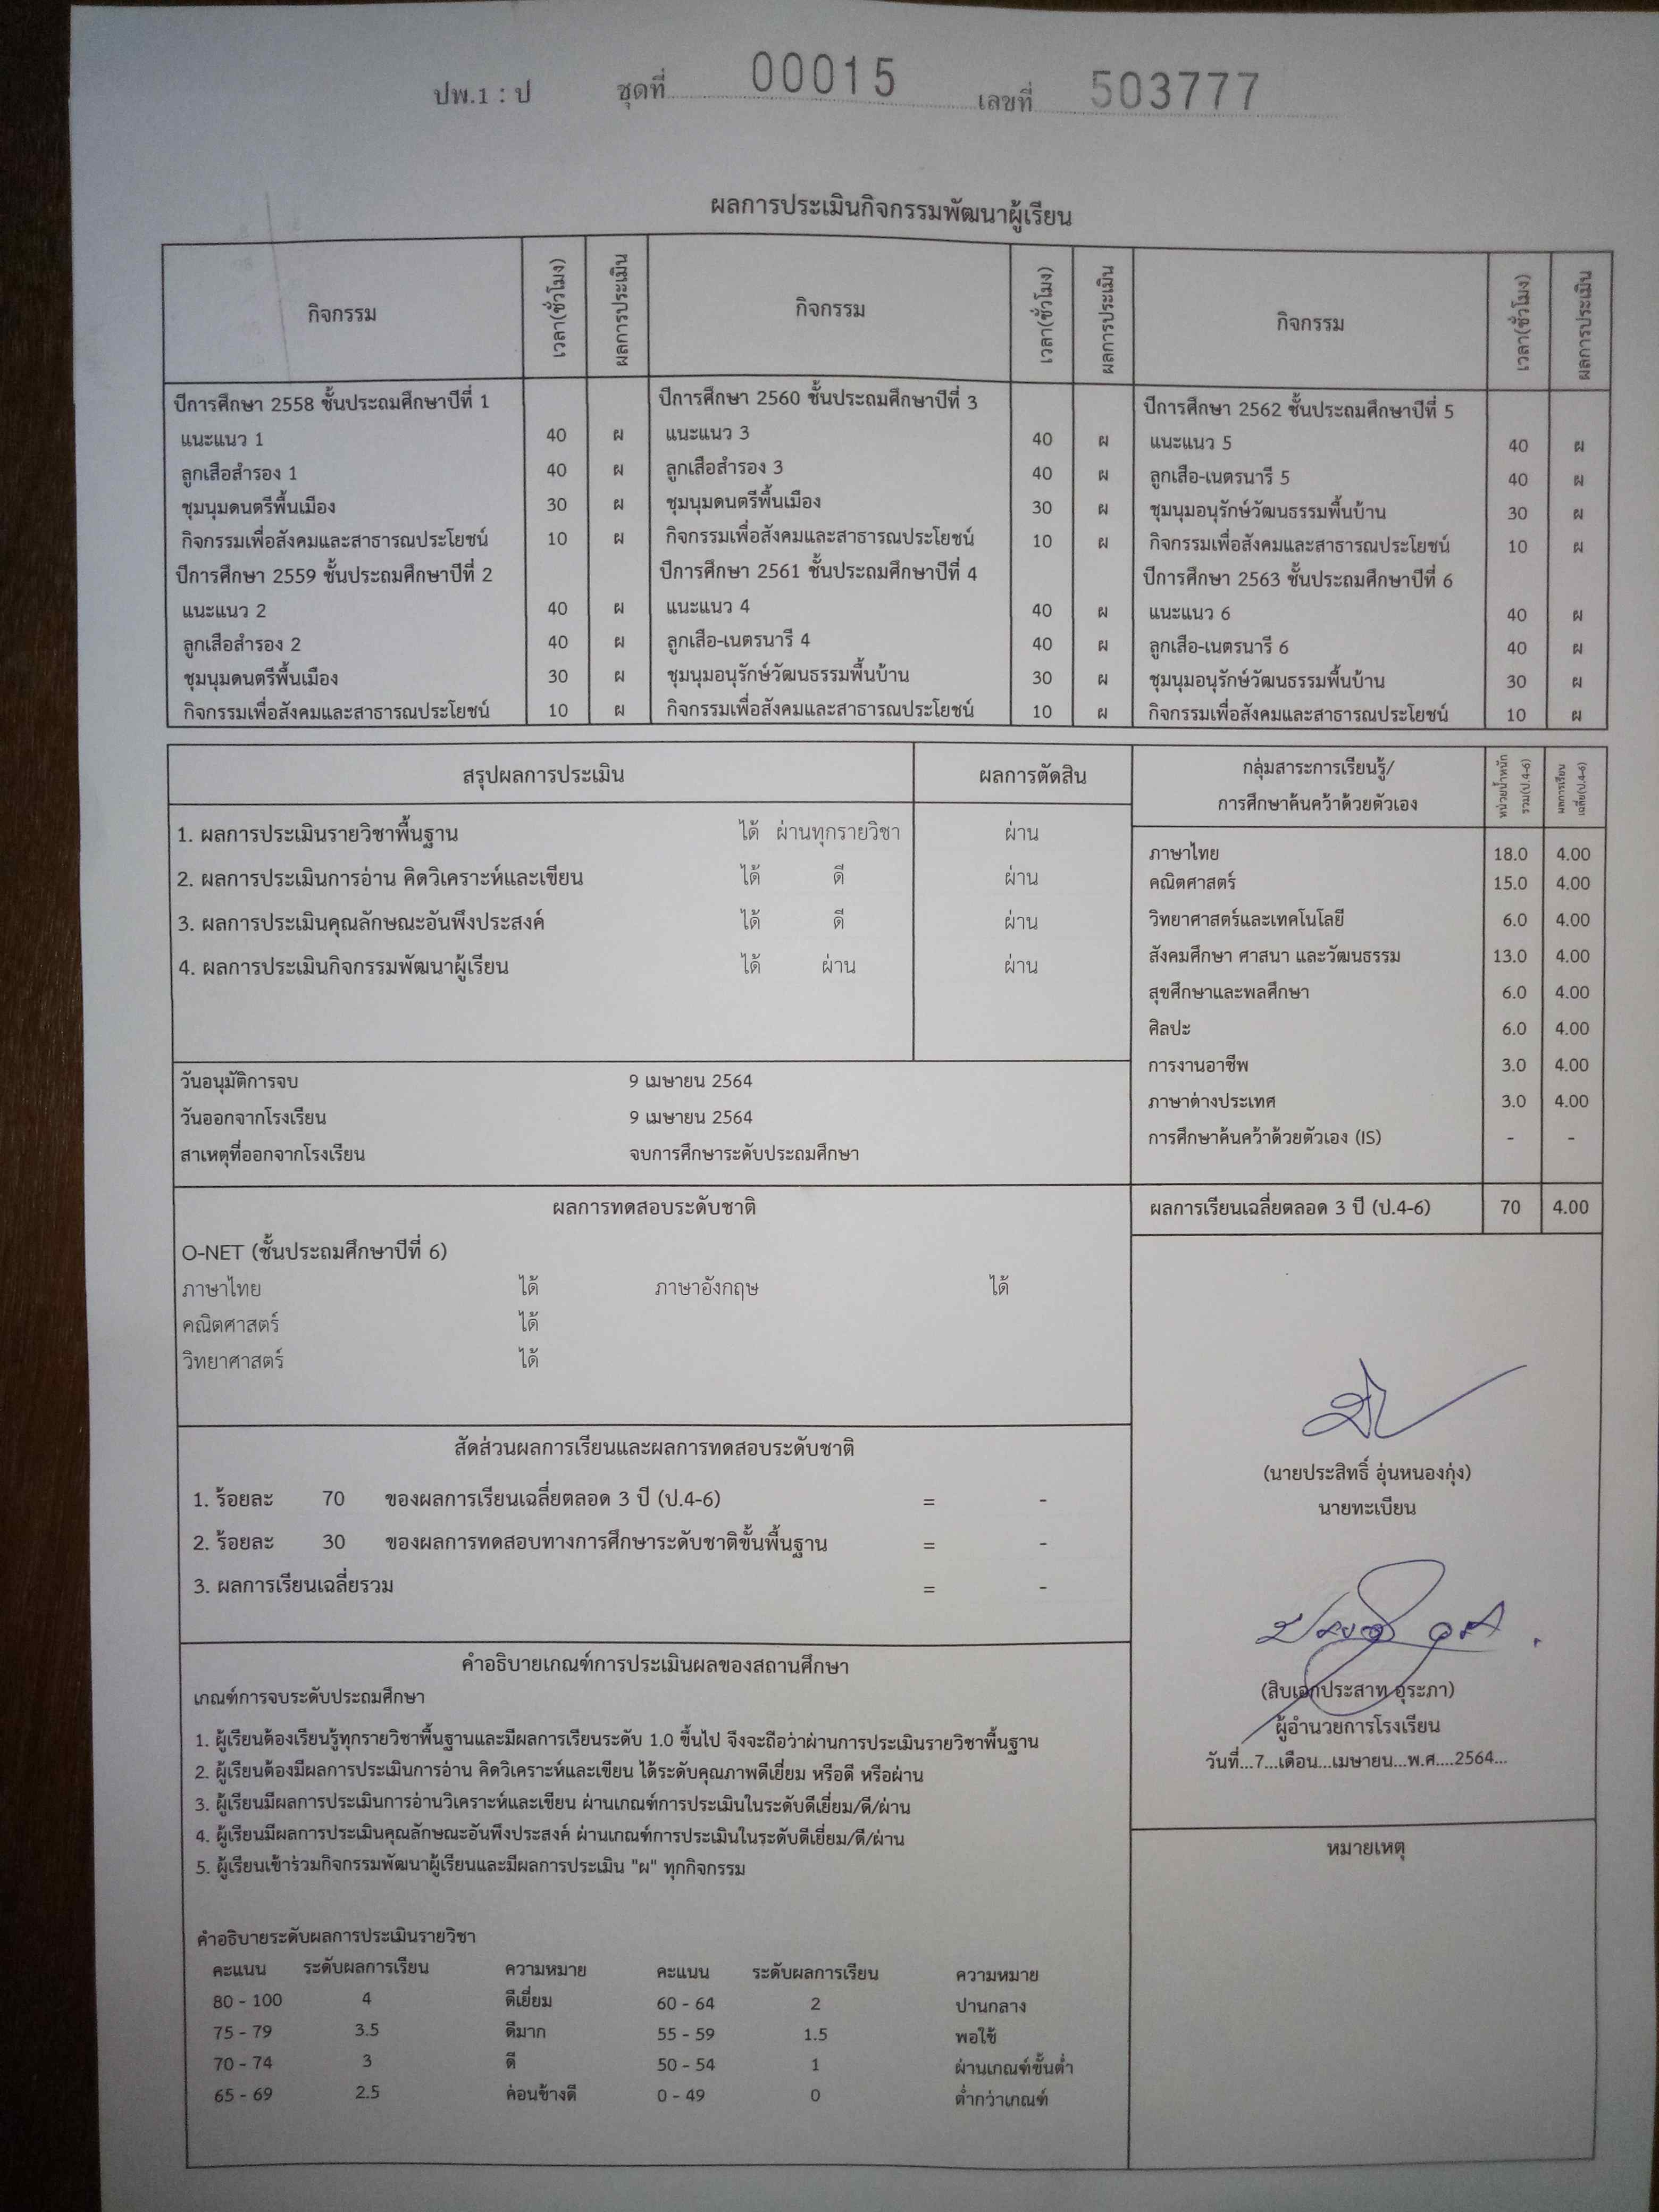 ปพ.1 : ป ชุดที่ 00015 เลขที่ 503777
ผลการประเมินกิจกรรมพัฒนาผู้เรียน
กิจกรรม เวลา(ชั่วโมง) ผลการประเมิน กิจกรรม เวลา(ชั่วโมง) ผลการประเมิน กิจกรรม เวลา(ชั่วโมง) ผลการประเมิน
ปีการศึกษา 2558 ชั้นประถมศึกษาปีที่ 1 ปีการศึกษา 2560 ชั้นประถมศึกษาปีที่ 3 ปีการศึกษา 2562 ชั้นประถมศึกษาปีที่ 5
แนะแนว 1 40 ผ แนะแนว 3 40 ผ แนะแนว 5 40 ผ
ลูกเสือสำรอง 1 40 ผ ลูกเสือสำรอง 3 40 ผ ลูกเสือ-เนตรนารี 5 40 ผ
ชุมนุมดนตรีพื้นเมือง 30 ผ ชุมนุมดนตรีพื้นเมือง 30 ผ ชุมนุมอนุรักษ์วัฒนธรรมพื้นบ้าน 30 ผ
กิจกรรมเพื่อสังคมและสาธารณประโยชน์ 10 ผ กิจกรรมเพื่อสังคมและสาธารณประโยชน์ 10 ผ กิจกรรมเพื่อสังคมและสาธารณประโยชน์ 10 ผ
ปีการศึกษา 2559 ชั้นประถมศึกษาปีที่ 2 ปีการศึกษา 2561 ชั้นประถมศึกษาปีที่ 4 ปีการศึกษา 2563 ชั้นประถมศึกษาปีที่ 6
แนะแนว 2 40 ผ แนะแนว 4 40 ผ แนะแนว 6 40 ผ
ลูกเสือสำรอง 2 40 ผ ลูกเสือ-เนตรนารี 4 40 ผ ลูกเสือ-เนตรนารี 6 40 ผ
ชุมนุมดนตรีพื้นเมือง 30 ผ ชุมนุมอนุรักษ์วัฒนธรรมพื้นบ้าน 30 ผ ชุมนุมอนุรักษ์วัฒนธรรมพื้นบ้าน 30 ผ
กิจกรรมเพื่อสังคมและสาธารณประโยชน์ 10 ผ กิจกรรมเพื่อสังคมและสาธารณประโยชน์ 10 ผ กิจกรรมเพื่อสังคมและสาธารณประโยชน์ 10 ผ
สรุปผลการประเมิน ผลการตัดสิน
1. ผลการประเมินรายวิชาพื้นฐาน ได้ ผ่านทุกรายวิชา ผ่าน
2. ผลการประเมินการอ่าน คิดวิเคราะห์และเขียน ได้ ดี ผ่าน
3. ผลการประเมินคุณลักษณะอันพึงประสงค์ ได้ ดี ผ่าน
4. ผลการประเมินกิจกรรมพัฒนาผู้เรียน ได้ ผ่าน ผ่าน
วันอนุมัติการจบ 9 เมษายน 2564
วันออกจากโรงเรียน 9 เมษายน 2564
สาเหตุที่ออกจากโรงเรียน จบการศึกษาระดับประถมศึกษา
ผลการทดสอบระดับชาติ
O-NET (ชั้นประถมศึกษาปีที่ 6)
ภาษาไทย ได้ ภาษาอังกฤษ ได้
คณิตศาสตร์ ได้
วิทยาศาสตร์ ได้
สัดส่วนผลการเรียนและผลการทดสอบระดับชาติ
1. ร้อยละ 70 ของผลการเรียนเฉลี่ยตลอด 3 ปี (ป.4-6) = -
2. ร้อยละ 30 ของผลการทดสอบทางการศึกษาระดับชาติขั้นพื้นฐาน = -
3. ผลการเรียนเฉลี่ยรวม = -
คำอธิบายเกณฑ์การประเมินผลของสถานศึกษา
เกณฑ์การจบระดับประถมศึกษา
1. ผู้เรียนต้องเรียนรู้ทุกรายวิชาพื้นฐานและมีผลการเรียนระดับ 1.0 ขึ้นไป จึงจะถือว่าผ่านการประเมินรายวิชาพื้นฐาน
2. ผู้เรียนต้องมีผลการประเมินการอ่าน คิดวิเคราะห์และเขียน ได้ระดับคุณภาพดีเยี่ยม หรือดี หรือผ่าน
3. ผู้เรียนมีผลการประเมินการอ่านวิเคราะห์และเขียน ผ่านเกณฑ์การประเมินในระดับดีเยี่ยม/ดี/ผ่าน
4. ผู้เรียนมีผลการประเมินคุณลักษณะอันพึงประสงค์ ผ่านเกณฑ์การประเมินในระดับดีเยี่ยม/ดี/ผ่าน
5. ผู้เรียนเข้าร่วมกิจกรรมพัฒนาผู้เรียนและมีผลการประเมิน "ผ" ทุกกิจกรรม
คำอธิบายระดับผลการประเมินรายวิชา
คะแนน ระดับผลการเรียน ความหมาย คะแนน ระดับผลการเรียน ความหมาย
80 - 100 4 ดีเยี่ยม 60 - 64 2 ปานกลาง
75 - 79 3.5 ดีมาก 55 - 59 1.5 พอใช้
70 - 74 3 ดี 50 - 54 1 ผ่านเกณฑ์ขั้นต่ำ
65 - 69 2.5 ค่อนข้างดี 0 - 49 0 ต่ำกว่าเกณฑ์
กลุ่มสาระการเรียนรู้/
การศึกษาค้นคว้าด้วยตัวเอง
หน่วยน้ำหนัก
รวม(ป.4-6)
ผลการเรียน
เฉลี่ย(ป.4-6)
ภาษาไทย 18.0 4.00
คณิตศาสตร์ 15.0 4.00
วิทยาศาสตร์และเทคโนโลยี 6.0 4.00
สังคมศึกษา ศาสนา และวัฒนธรรม 13.0 4.00
สุขศึกษาและพลศึกษา 6.0 4.00
ศิลปะ 6.0 4.00
การงานอาชีพ 3.0 4.00
ภาษาต่างประเทศ 3.0 4.00
การศึกษาค้นคว้าด้วยตัวเอง (IS) - -
ผลการเรียนเฉลี่ยตลอด 3 ปี (ป.4-6) 70 4.00
(นายประสิทธิ์ อุ่นหนองกุ่ง)
นายทะเบียน
(สิบเอกประสาท อุระภา)
ผู้อำนวยการโรงเรียน
วันที่...7...เดือน...เมษายน...พ.ศ....2564...
หมายเหตุ